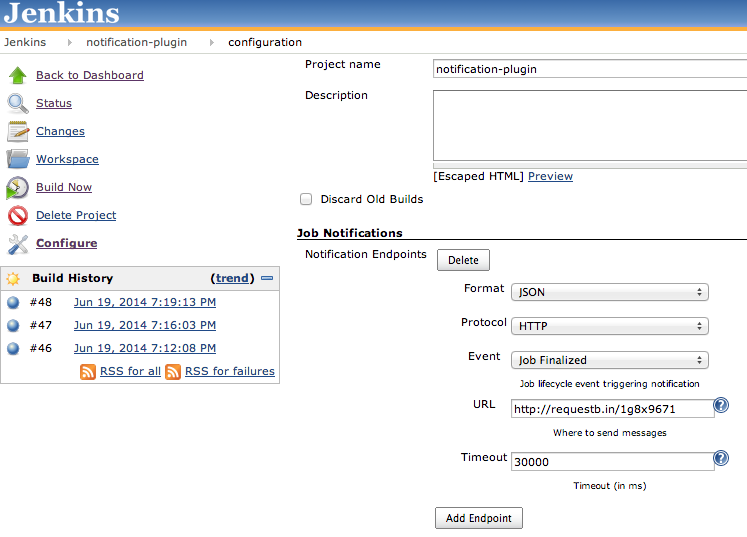 Jenkins
Jenkins notification-plugin configuration
Back to Dashboard
Status
Changes
Workspace
Build Now
Delete Project
Configure
Build History (trend)
#48 Jun 19, 2014 7:19:13 PM
#47 Jun 19, 2014 7:16:03 PM
#46 Jun 19, 2014 7:12:08 PM
RSS for all RSS for failures
Project name notification-plugin
Description
[Escaped HTML] Preview
Discard Old Builds
Job Notifications
Notification Endpoints Delete
Format JSON
Protocol HTTP
Event Job Finalized
Job lifecycle event triggering notification
URL http://requestb.in/1g8x9671 ?
Where to send messages
Timeout 30000 ?
Timeout (in ms)
Add Endpoint